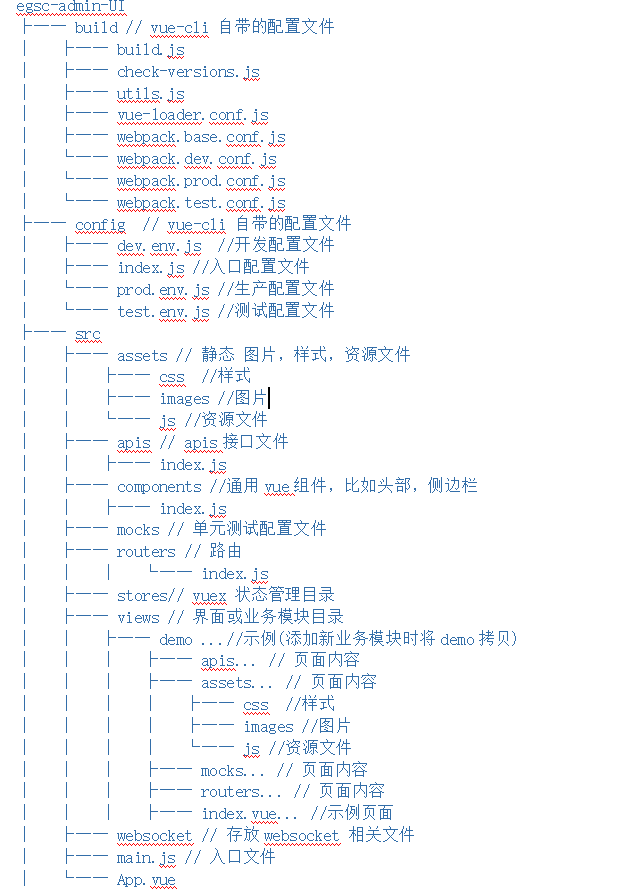 egsc-admin-UI
├── build // vue-cli 自带的配置文件
│   ├── build.js
│   ├── check-versions.js
│   ├── utils.js
│   ├── vue-loader.conf.js
│   ├── webpack.base.conf.js
│   └── webpack.dev.conf.js
│   └── webpack.prod.conf.js
│   └── webpack.test.conf.js
├── config  // vue-cli 自带的配置文件
│   ├── dev.env.js  //开发配置文件
│   ├── index.js //入口配置文件
│   └── prod.env.js //生产配置文件
│   └── test.env.js //测试配置文件
├── src
│   ├── assets // 静态 图片，样式，资源文件
│   │   ├── css  //样式
│   │   ├── images //图片
│   │   └── js //资源文件
│   ├── apis // apis接口文件
│   │   ├── index.js
│   ├── components //通用 vue组件，比如头部，侧边栏
│   │   ├── index.js
│   ├── mocks // 单元测试配置文件
│   ├── routers // 路由
│   │   │   └── index.js
│   ├── stores// vuex 状态管理目录
│   ├── views // 界面或业务模块目录
│   │   ├── demo ...//示例(添加新业务模块时将 demo 拷贝)
│   │   │   ├── apis... // 页面内容
│   │   │   ├── assets... // 页面内容
│   │   │   │   ├── css  //样式
│   │   │   │   ├── images //图片
│   │   │   │   └── js //资源文件
│   │   │   ├── mocks... // 页面内容
│   │   │   ├── routers... // 页面内容
│   │   │   ├── index.vue... //示例页面
│   ├── websocket // 存放 websocket 相关文件
│   ├── main.js // 入口文件
│   └── App.vue